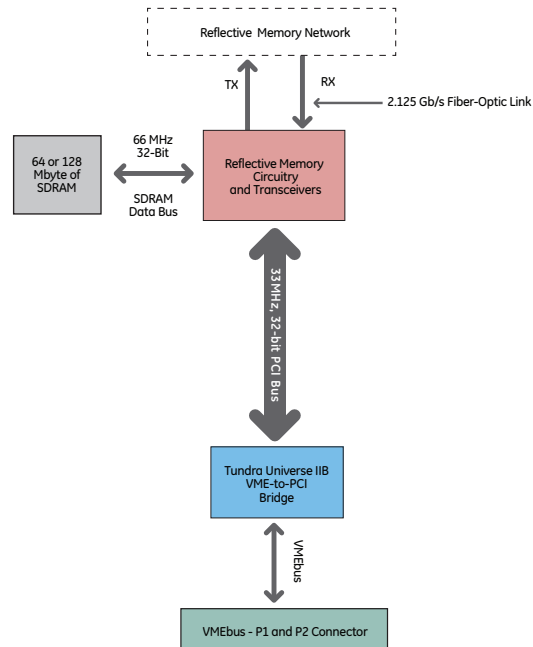 Reflective Memory Network
TX
RX
2.125 Gb/s Fiber-Optic Link
66 MHz
32-Bit
64 or 128
Mbyte of
SDRAM
SDRAM
Data Bus
Reflective Memory
Circuitry
and Transceivers
33MHz, 32-bit PCI Bus
Tundra Universe IIB
VME-to-PCI
Bridge
VMEbus
VMEbus - P1 and P2 Connector